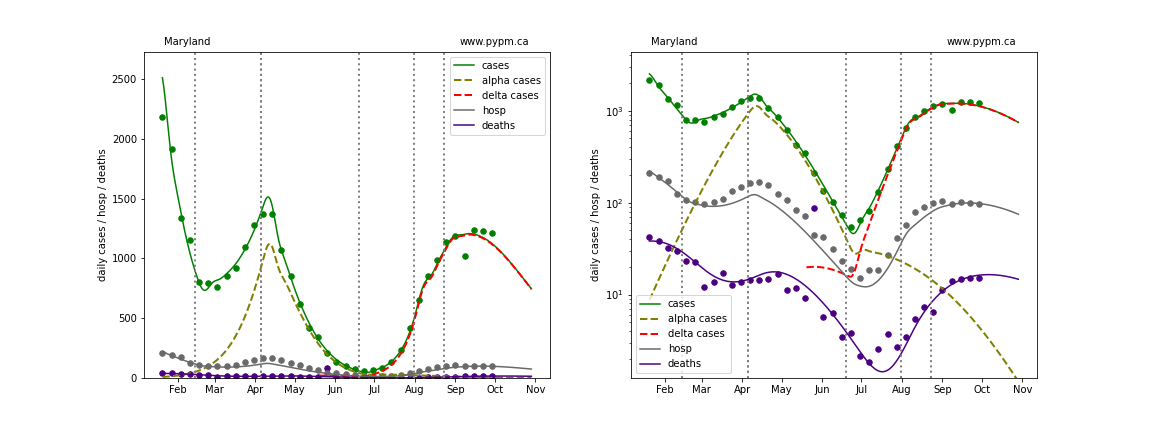 Maryland www.pypm.ca
daily cases / hosp / deaths
2500
2000
1500
1000
500
0
cases
alpha cases
delta cases
hosp
deaths
Feb Mar Apr May Jun Jul Aug Sep Oct Nov
Maryland www.pypm.ca
daily cases / hosp / deaths
10³
10²
10¹
cases
alpha cases
delta cases
hosp
deaths
Feb Mar Apr May Jun Jul Aug Sep Oct Nov